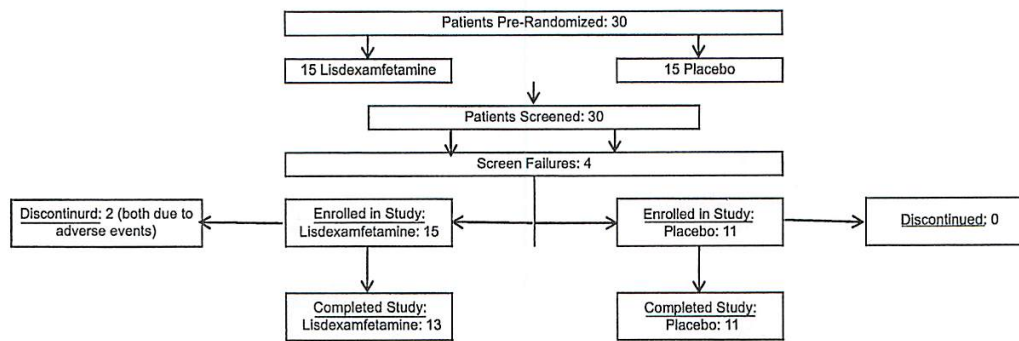 Patients Pre-Randomized: 30
15 Lisdexamfetamine
15 Placebo
Patients Screened: 30
Screen Failures: 4
Discontinurd: 2 (both due to
adverse events)
Enrolled in Study:
Lisdexamfetamine: 15
Enrolled in Study:
Placebo: 11
Discontinued: 0
Completed Study:
Lisdexamfetamine: 13
Completed Study:
Placebo: 11